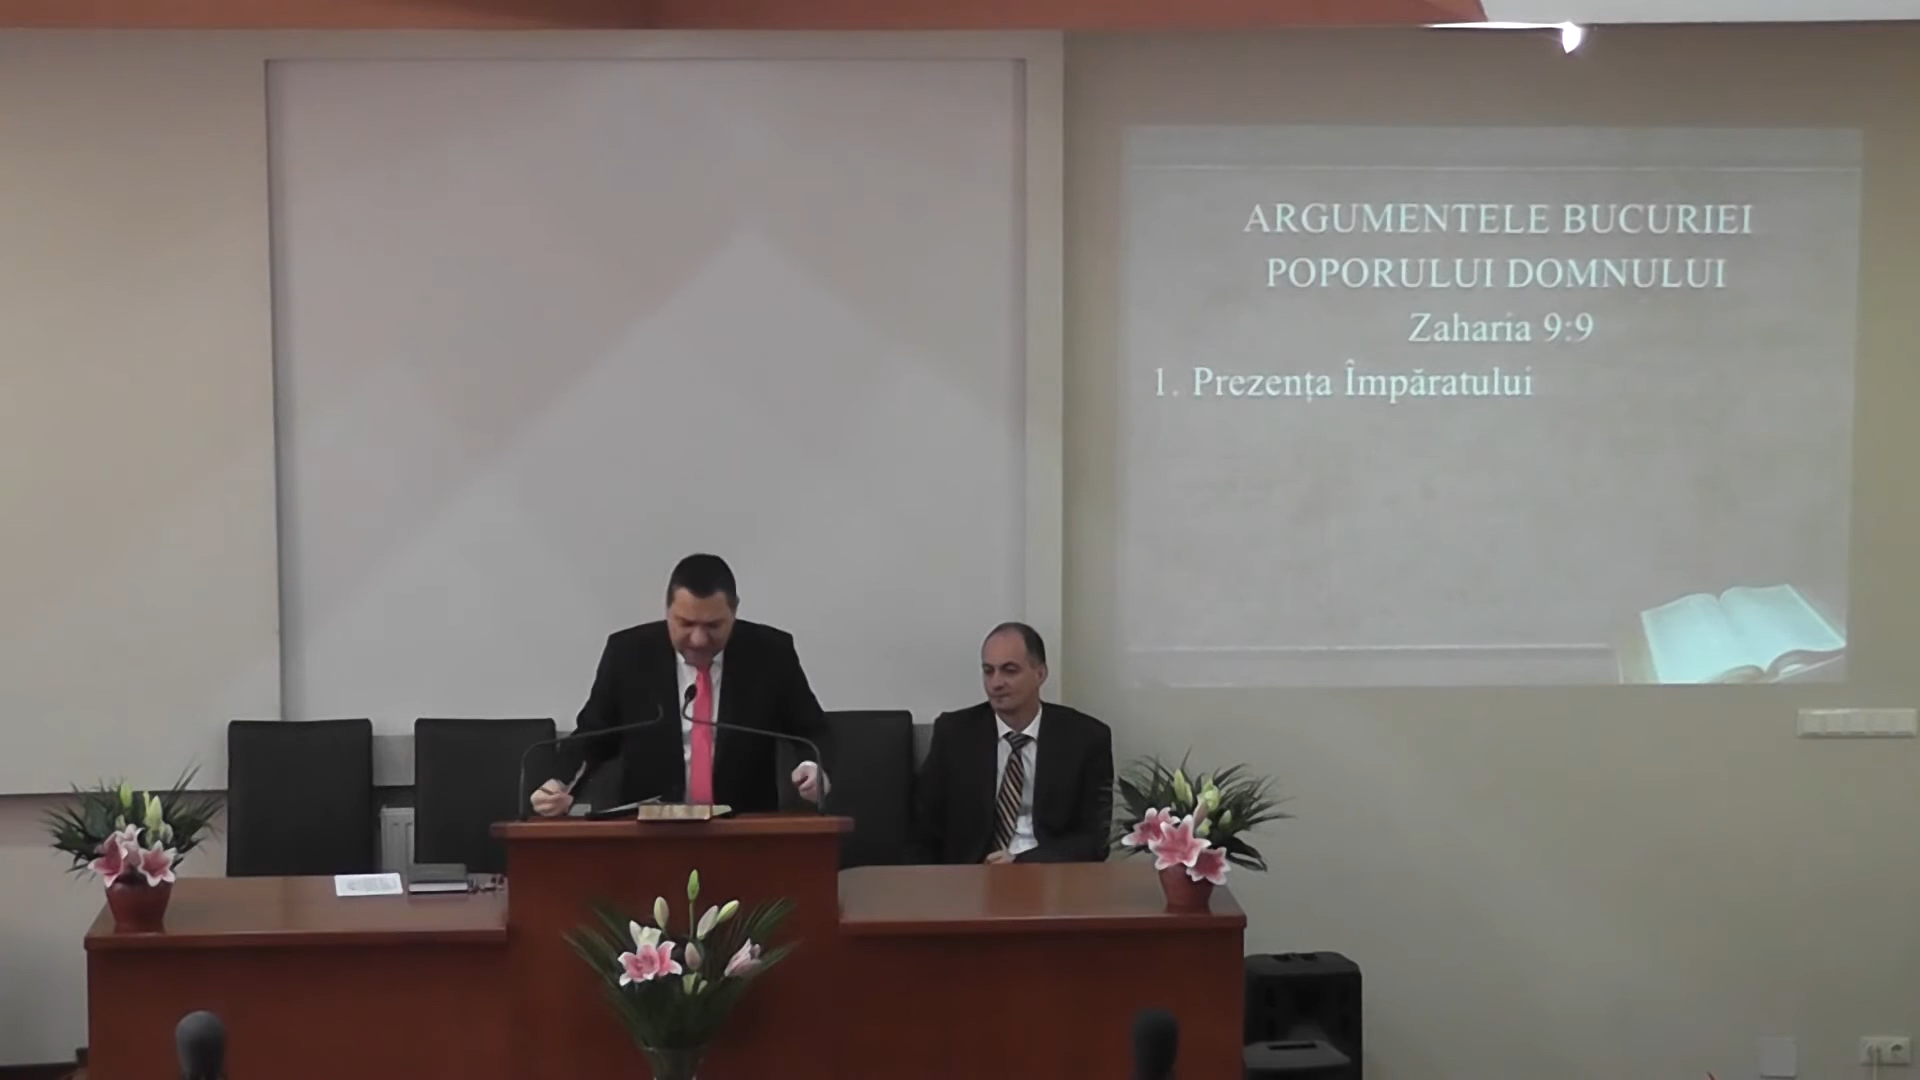 ARGUMENTELE BUCURIEI
POPORULUI DOMNULUI
Zaharia 9:9
1. Prezența Împăratului